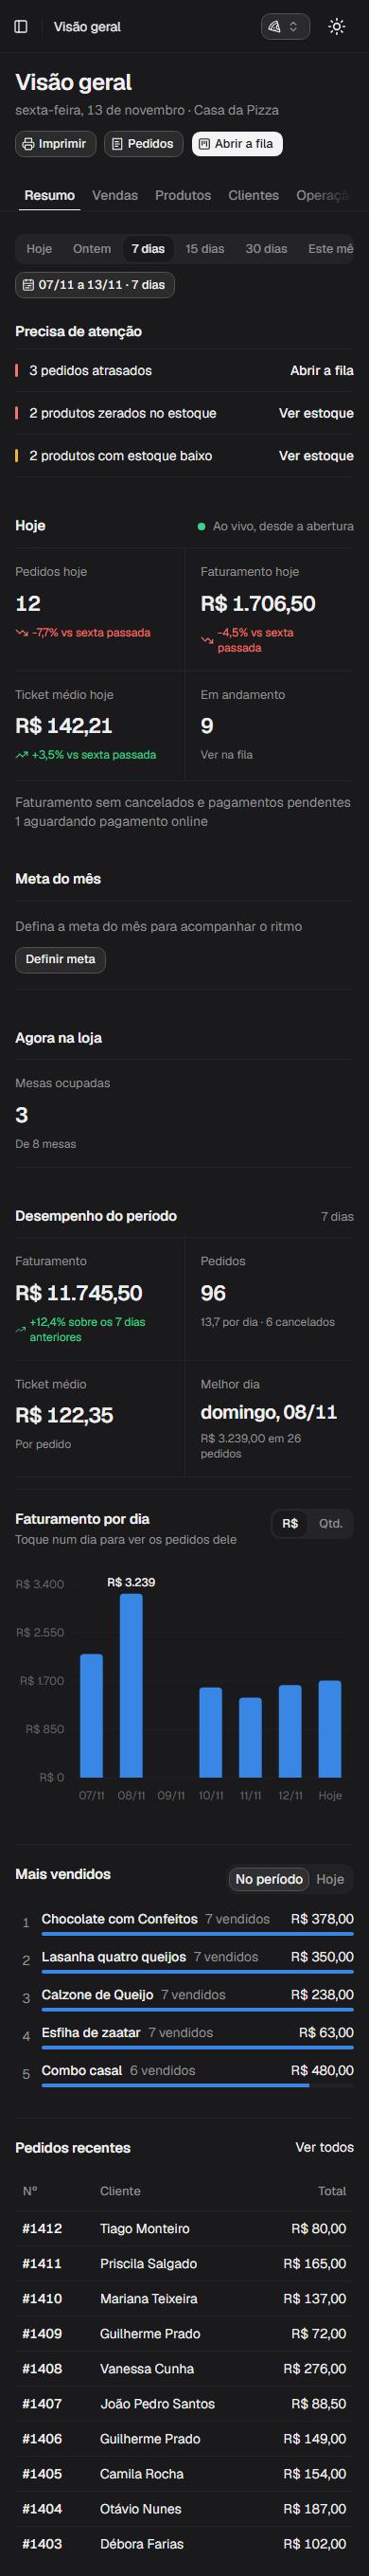 Visão geral
Visão geral
sexta-feira, 13 de novembro · Casa da Pizza
Imprimir
Pedidos
Abrir a fila
Resumo
Vendas
Produtos
Clientes
Operaçã
Hoje
Ontem
7 dias
15 dias
30 dias
Este mê
07/11 a 13/11 · 7 dias
Precisa de atenção
3 pedidos atrasados
Abrir a fila
2 produtos zerados no estoque
Ver estoque
2 produtos com estoque baixo
Ver estoque
Hoje
Ao vivo, desde a abertura
Pedidos hoje
12
-7,7% vs sexta passada
Faturamento hoje
R$ 1.706,50
-4,5% vs sexta
passada
Ticket médio hoje
R$ 142,21
+3,5% vs sexta passada
Em andamento
9
Ver na fila
Faturamento sem cancelados e pagamentos pendentes
1 aguardando pagamento online
Meta do mês
Defina a meta do mês para acompanhar o ritmo
Definir meta
Agora na loja
Mesas ocupadas
3
De 8 mesas
Desempenho do período
7 dias
Faturamento
R$ 11.745,50
+12,4% sobre os 7 dias
anteriores
Pedidos
96
13,7 por dia · 6 cancelados
Ticket médio
R$ 122,35
Por pedido
Melhor dia
domingo, 08/11
R$ 3.239,00 em 26
pedidos
Faturamento por dia
Toque num dia para ver os pedidos dele
R$
Qtd.
R$ 3.400
R$ 3.239
R$ 2.550
R$ 1.700
R$ 850
R$ 0
07/11
08/11
09/11
10/11
11/11
12/11
Hoje
Mais vendidos
No período
Hoje
1
Chocolate com Confeitos 7 vendidos
R$ 378,00
2
Lasanha quatro queijos 7 vendidos
R$ 350,00
3
Calzone de Queijo 7 vendidos
R$ 238,00
4
Esfiha de zaatar 7 vendidos
R$ 63,00
5
Combo casal 6 vendidos
R$ 480,00
Pedidos recentes
Ver todos
Nº
Cliente
Total
#1412
Tiago Monteiro
R$ 80,00
#1411
Priscila Salgado
R$ 165,00
#1410
Mariana Teixeira
R$ 137,00
#1409
Guilherme Prado
R$ 72,00
#1408
Vanessa Cunha
R$ 276,00
#1407
João Pedro Santos
R$ 88,50
#1406
Guilherme Prado
R$ 149,00
#1405
Camila Rocha
R$ 154,00
#1404
Otávio Nunes
R$ 187,00
#1403
Débora Farias
R$ 102,00